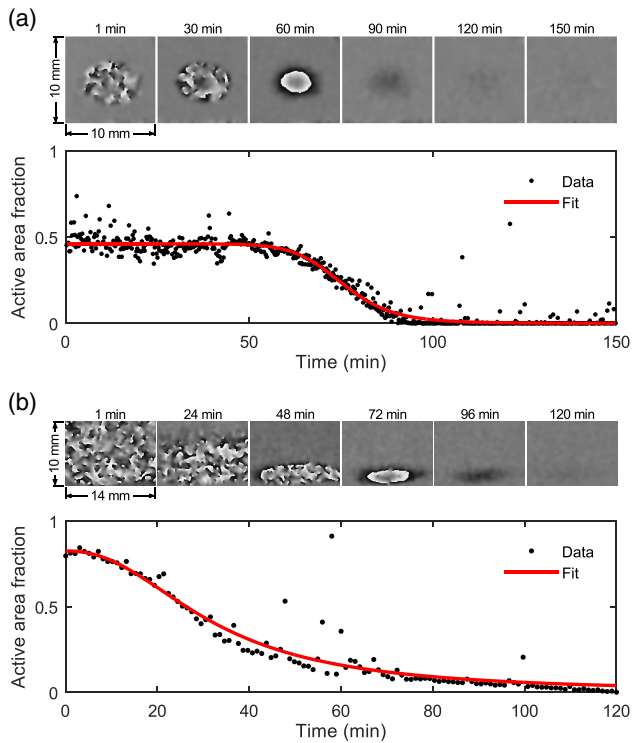 (a)
1 min 30 min 60 min 90 min 120 min 150 min
10 mm
10 mm
1
0.5
0
Active area fraction
Data
Fit
0 50 100 150
Time (min)
(b)
1 min 24 min 48 min 72 min 96 min 120 min
10 mm
14 mm
1
0.5
0
Active area fraction
Data
Fit
0 20 40 60 80 100 120
Time (min)